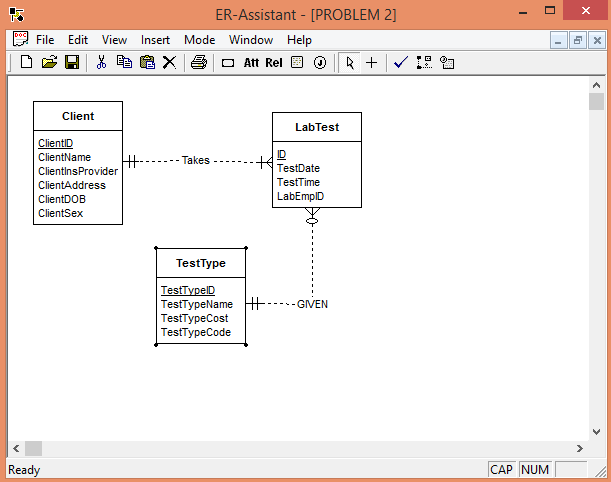 ER-Assistant - [PROBLEM 2]
File Edit View Insert Mode Window Help
Att Rel J
Client
ClientID
ClientName
ClientInsProvider
ClientAddress
ClientDOB
ClientSex
Takes
LabTest
ID
TestDate
TestTime
LabEmpID
TestType
TestTypeID
TestTypeName
TestTypeCost
TestTypeCode
GIVEN
Ready CAP NUM